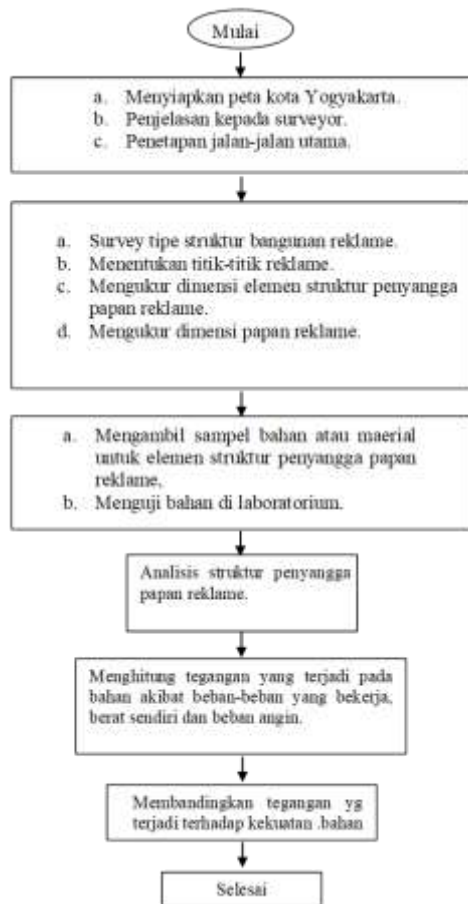 Mulai
a. Menyiapkan peta kota Yogyakarta.
b. Penjelasan kepada surveyor.
c. Penetapan jalan-jalan utama.
a. Survey tipe struktur bangunan reklame.
b. Menentukan titik-titik reklame.
c. Mengukur dimensi elemen struktur penyangga
papan reklame.
d. Mengukur dimensi papan reklame.
a. Mengambil sampel bahan atau maerial
untuk elemen struktur penyangga papan
reklame,
b. Menguji bahan di laboratorium.
Analisis struktur penyangga
papan reklame.
Menghitung tegangan yang terjadi pada
bahan akibat beban-beban yang bekerja,
berat sendiri dan beban angin.
Membandingkan tegangan yg
terjadi terhadap kekuatan .bahan
Selesai